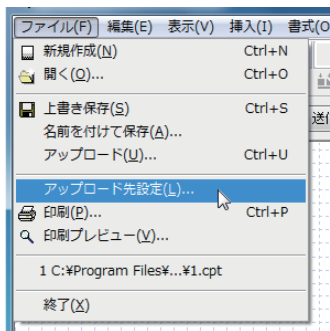 ファイル(F) 編集(E) 表示(V) 挿入(I) 書式(O
新規作成(N) Ctrl+N
開く(O)... Ctrl+O
上書き保存(S) Ctrl+S
名前を付けて保存(A)...
アップロード(U)... Ctrl+U
アップロード先設定(L)...
印刷(P)... Ctrl+P
印刷プレビュー(V)...
1 C:¥Program Files¥...¥1.cpt
終了(X)
送